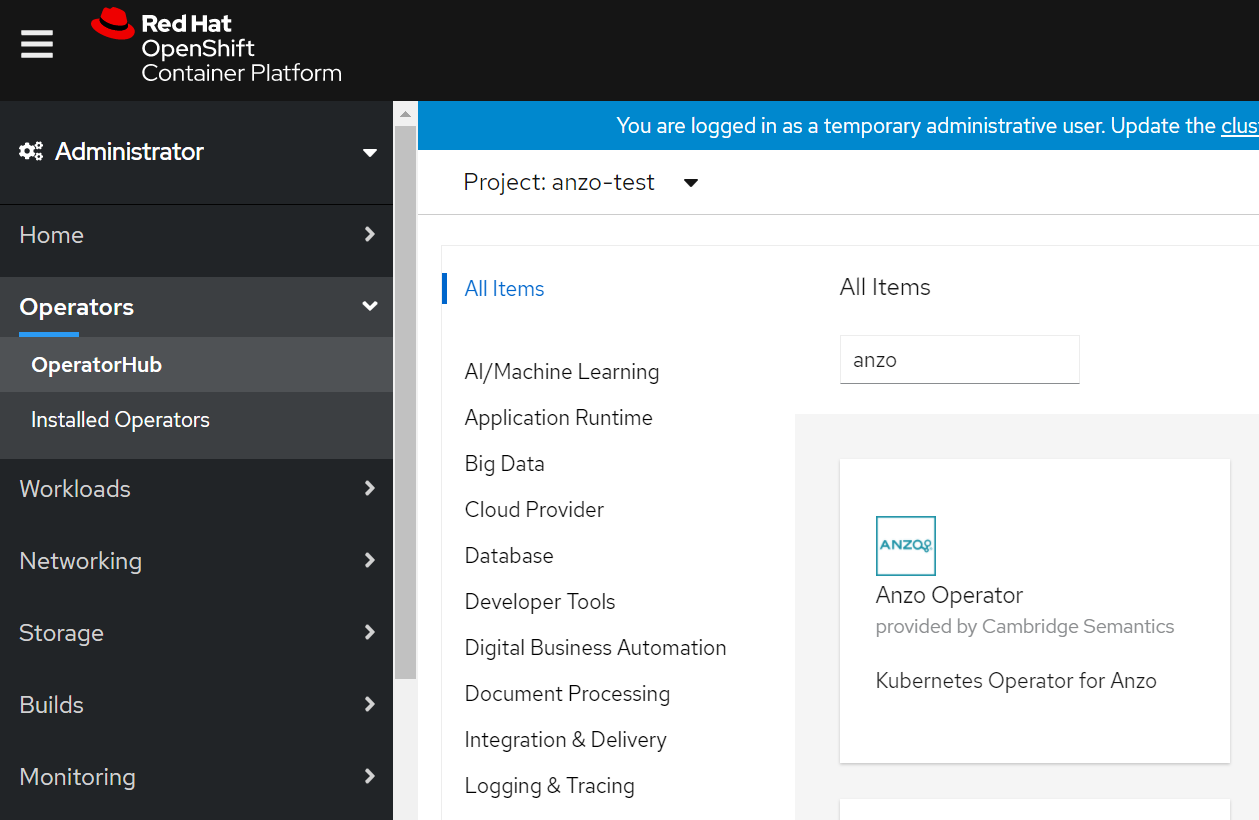 Red Hat
OpenShift
Container Platform
Administrator
Home
Operators
OperatorHub
Installed Operators
Workloads
Networking
Storage
Builds
Monitoring
You are logged in as a temporary administrative user. Update the clus
Project: anzo-test
All Items
AI/Machine Learning
Application Runtime
Big Data
Cloud Provider
Database
Developer Tools
Digital Business Automation
Document Processing
Integration & Delivery
Logging & Tracing
All Items
anzo
ANZO
Anzo Operator
provided by Cambridge Semantics
Kubernetes Operator for Anzo